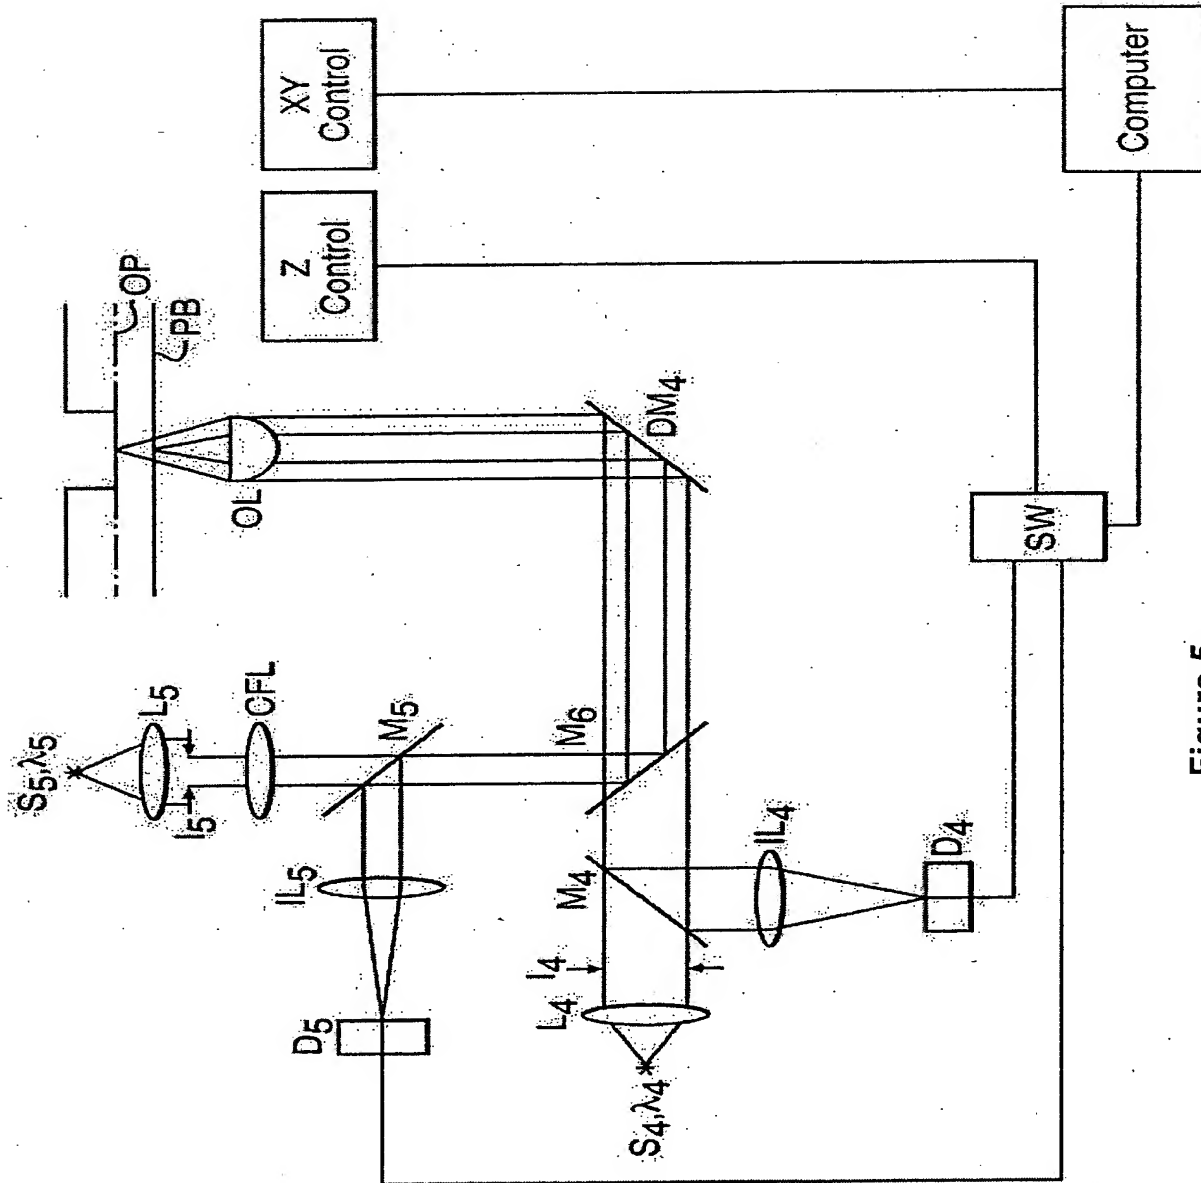 S5,λ5
OP
L5
PB
I5
OL
CFL
Z
Control
XY
Control
D5
IL5
M5
L4
I4
M4
M6
S4,λ4
DM4
IL4
D4
SW
Computer
Figure 5